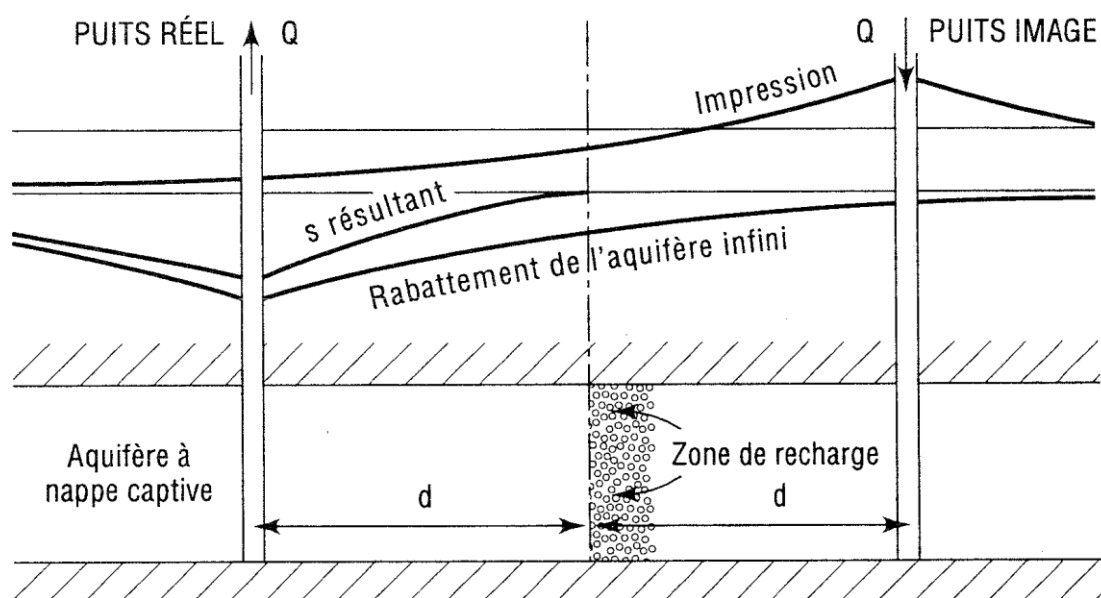 PUITS RÉEL
Q
Q
PUITS IMAGE
Impression
s résultant
Rabattement de l'aquifère infini
Aquifère à
nappe captive
Zone de recharge
d
d